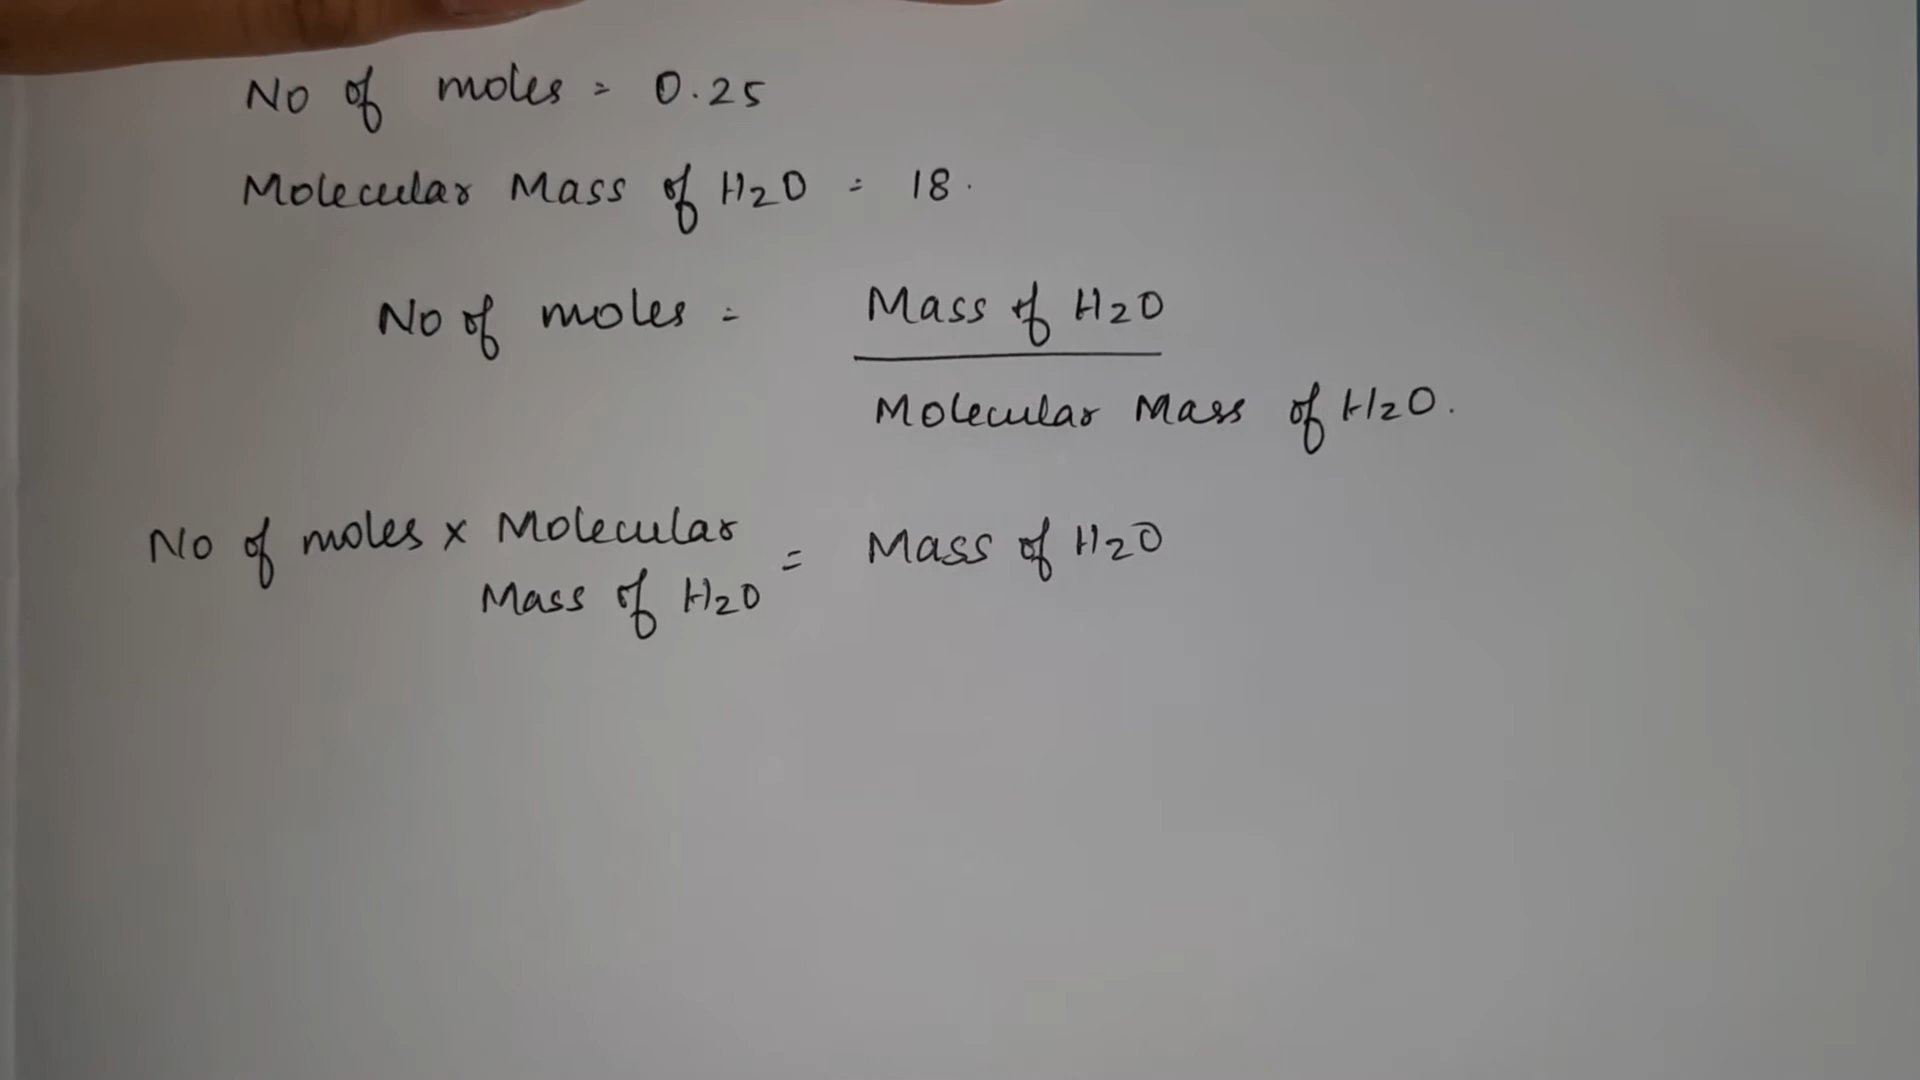 No of moles = 0.25
Molecular Mass of H2O = 18.
No of moles = Mass of H2O
Molecular Mass of H2O.
No of moles x Molecular
Mass of H2O = Mass of H2O